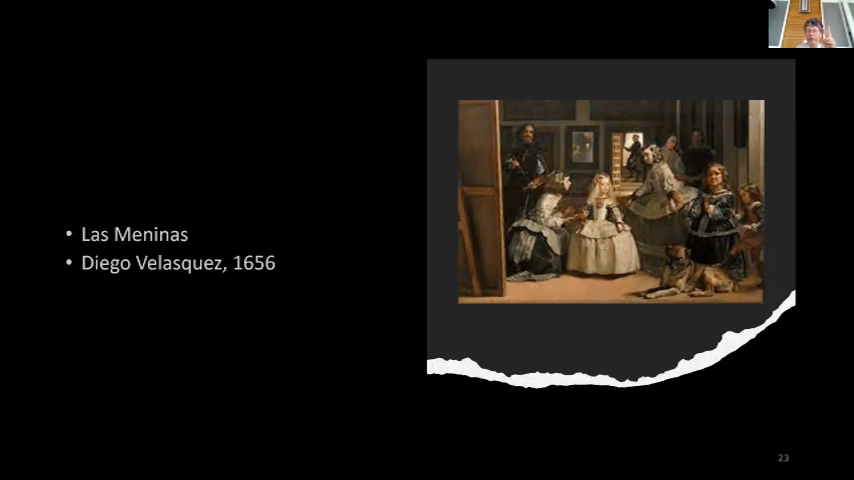 • Las Meninas
• Diego Velasquez, 1656
23